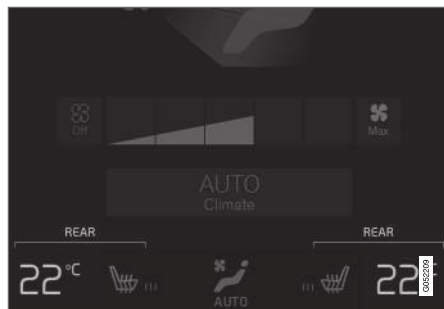 Off
Max
AUTO
Climate
REAR REAR
22°C 22°C
AUTO
G052209